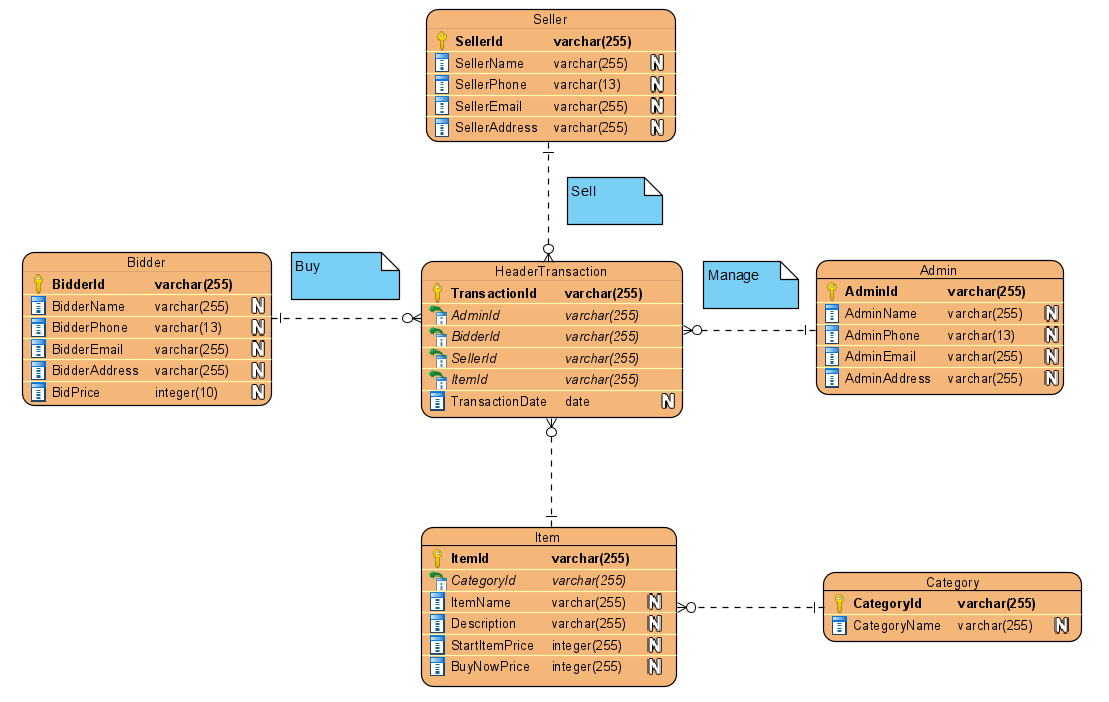 Seller
SellerId varchar(255)
SellerName varchar(255) N
SellerPhone varchar(13) N
SellerEmail varchar(255) N
SellerAddress varchar(255) N
Sell
Bidder
BidderId varchar(255)
BidderName varchar(255) N
BidderPhone varchar(13) N
BidderEmail varchar(255) N
BidderAddress varchar(255) N
BidPrice integer(10) N
Buy
HeaderTransaction
TransactionId varchar(255)
AdminId varchar(255)
BidderId varchar(255)
SellerId varchar(255)
ItemId varchar(255)
TransactionDate date N
Manage
Admin
AdminId varchar(255)
AdminName varchar(255) N
AdminPhone varchar(13) N
AdminEmail varchar(255) N
AdminAddress varchar(255) N
Item
ItemId varchar(255)
CategoryId varchar(255)
ItemName varchar(255) N
Description varchar(255) N
StartItemPrice integer(255) N
BuyNowPrice integer(255) N
Category
CategoryId varchar(255)
CategoryName varchar(255) N